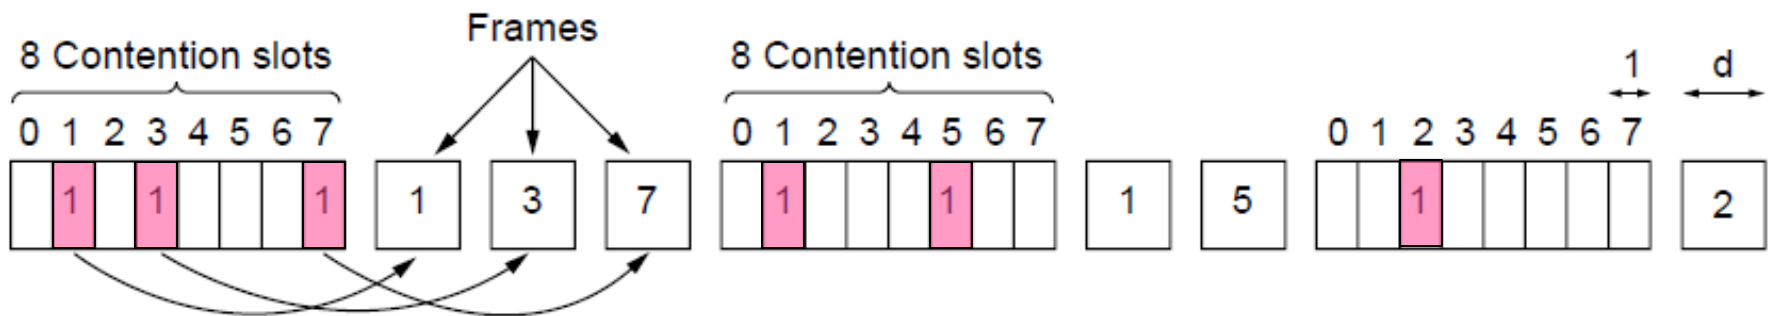 Frames
8 Contention slots 8 Contention slots 1 d
0 1 2 3 4 5 6 7 0 1 2 3 4 5 6 7 0 1 2 3 4 5 6 7
1 1 1 1 3 7 1 1 1 5 1 2